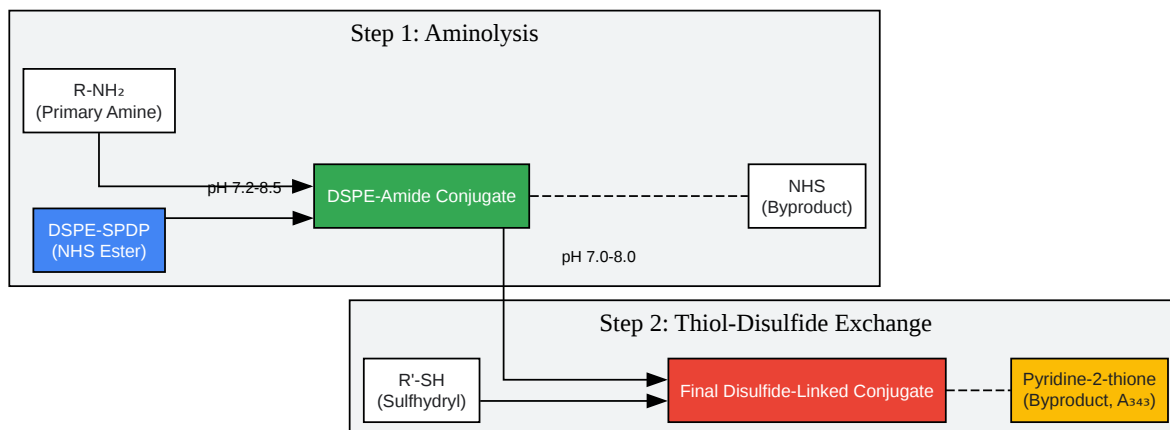 Step 1: Aminolysis
R-NH₂
(Primary Amine)
pH 7.2-8.5
DSPE-SPDP
(NHS Ester)
DSPE-Amide Conjugate
NHS
(Byproduct)
pH 7.0-8.0
Step 2: Thiol-Disulfide Exchange
R'-SH
(Sulfhydryl)
Final Disulfide-Linked Conjugate
Pyridine-2-thione
(Byproduct, A₃₄₃)